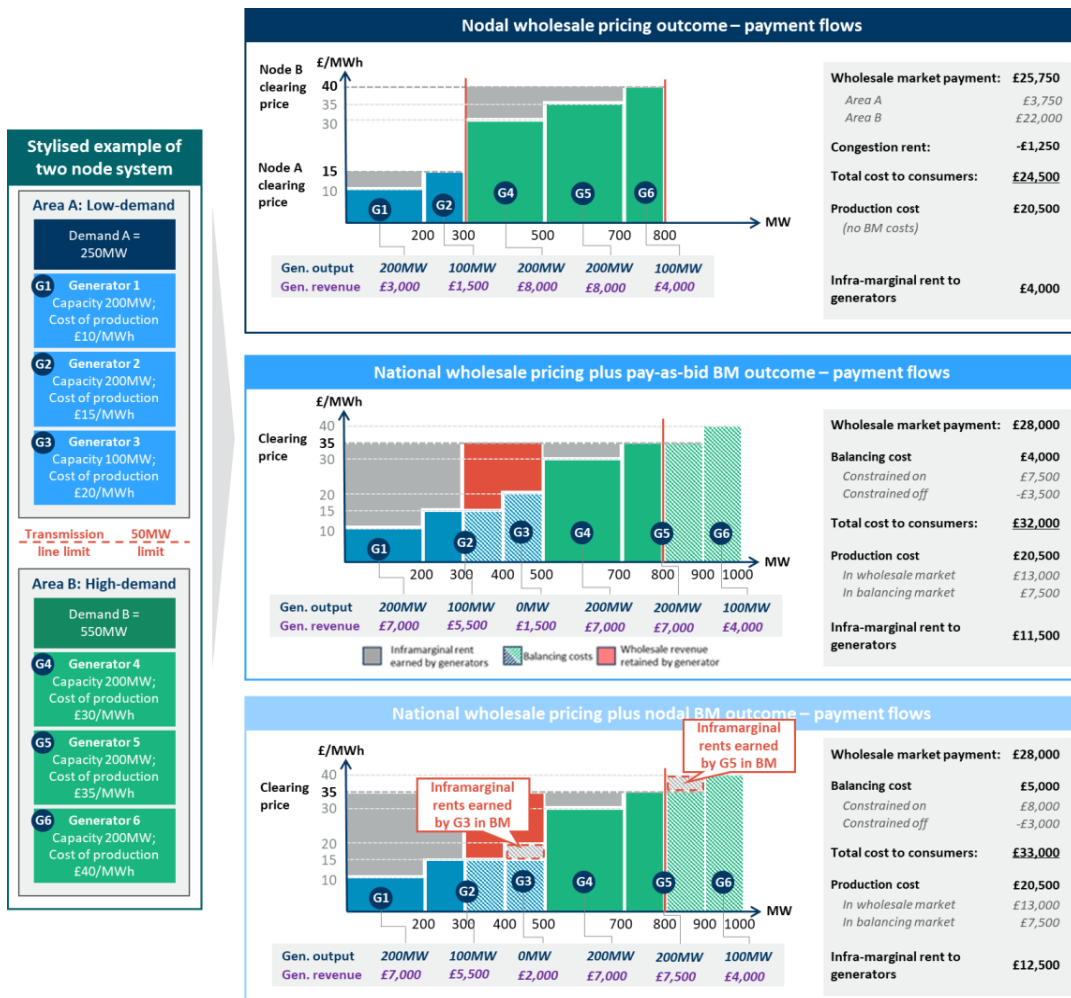 Stylised example of
two node system
Area A: Low-demand
Demand A =
250MW
G1
Generator 1
Capacity 200MW;
Cost of production
£10/MWh
G2
Generator 2
Capacity 200MW;
Cost of production
£15/MWh
G3
Generator 3
Capacity 100MW;
Cost of production
£20/MWh
Transmission 50MW
line limit limit
Area B: High-demand
Demand B =
550MW
G4
Generator 4
Capacity 200MW;
Cost of production
£30/MWh
G5
Generator 5
Capacity 200MW;
Cost of production
£35/MWh
G6
Generator 6
Capacity 200MW;
Cost of production
£40/MWh
Nodal wholesale pricing outcome – payment flows
£/MWh
Node B
clearing
price
40
35
30
Node A
clearing
price
15
10
G1 G2 G4 G5 G6
MW
200 300 500 700 800
Gen. output 200MW 100MW 200MW 200MW 100MW
Gen. revenue £3,000 £1,500 £8,000 £8,000 £4,000
Wholesale market payment: £25,750
Area A £3,750
Area B £22,000
Congestion rent: -£1,250
Total cost to consumers: £24,500
Production cost £20,500
(no BM costs)
Infra-marginal rent to
generators £4,000
National wholesale pricing plus pay-as-bid BM outcome – payment flows
£/MWh
Clearing
price
40
35
30
20
15
10
G1 G2 G3 G4 G5 G6
MW
200 300 400 500 700 800 900 1000
Gen. output 200MW 100MW 0MW 200MW 200MW 100MW
Gen. revenue £7,000 £5,500 £1,500 £7,000 £7,000 £4,000
Inframarginal rent
earned by generators
Balancing costs
Wholesale revenue
retained by generator
Wholesale market payment: £28,000
Balancing cost £4,000
Constrained on £7,500
Constrained off -£3,500
Total cost to consumers: £32,000
Production cost £20,500
In wholesale market £13,000
In balancing market £7,500
Infra-marginal rent to
generators £11,500
National wholesale pricing plus nodal BM outcome – payment flows
£/MWh
Clearing
price
40
35
30
20
15
10
Inframarginal
rents earned
by G3 in BM
Inframarginal
rents earned
by G5 in BM
G1 G2 G3 G4 G5 G6
MW
200 300 400 500 700 800 900 1000
Gen. output 200MW 100MW 0MW 200MW 200MW 100MW
Gen. revenue £7,000 £5,500 £2,000 £7,000 £7,500 £4,000
Wholesale market payment: £28,000
Balancing cost £5,000
Constrained on £8,000
Constrained off -£3,000
Total cost to consumers: £33,000
Production cost £20,500
In wholesale market £13,000
In balancing market £7,500
Infra-marginal rent to
generators £12,500